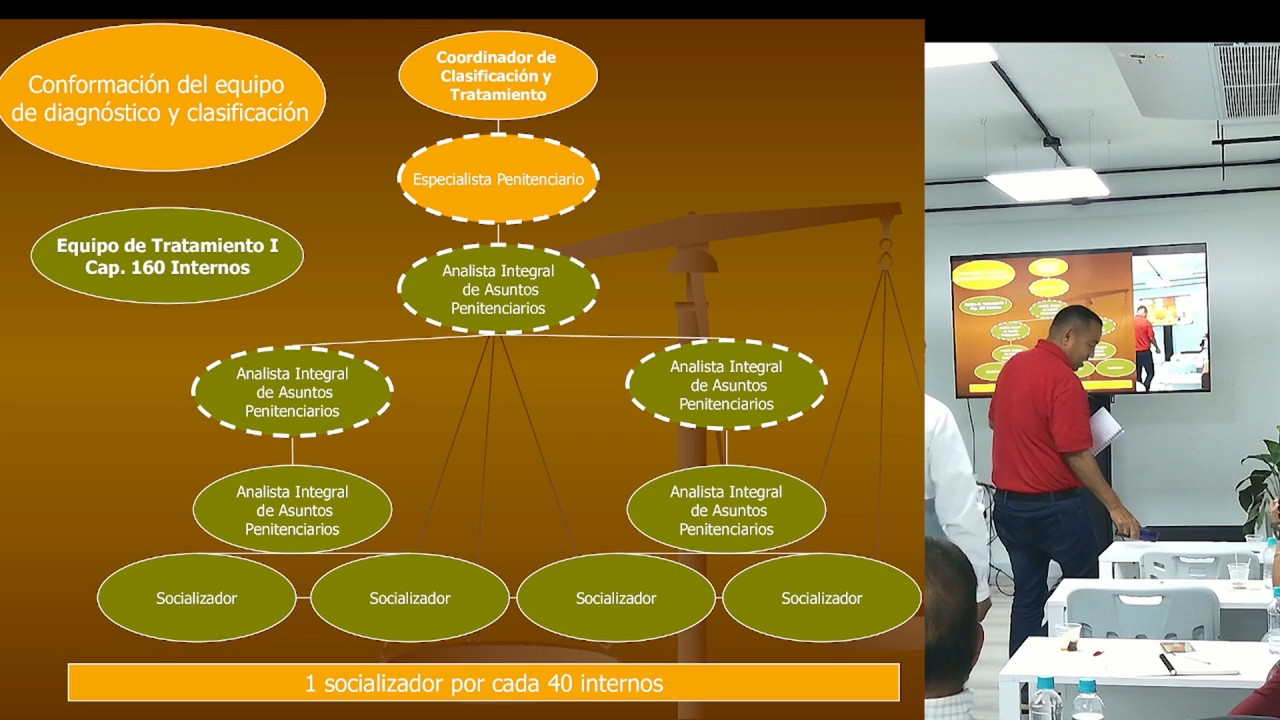 Conformación del equipo
de diagnóstico y clasificación
Coordinador de
Clasificación y
Tratamiento
Especialista Penitenciario
Equipo de Tratamiento I
Cap. 160 Internos
Analista Integral
de Asuntos
Penitenciarios
Analista Integral
de Asuntos
Penitenciarios
Analista Integral
de Asuntos
Penitenciarios
Analista Integral
de Asuntos
Penitenciarios
Analista Integral
de Asuntos
Penitenciarios
Socializador
Socializador
Socializador
Socializador
1 socializador por cada 40 internos